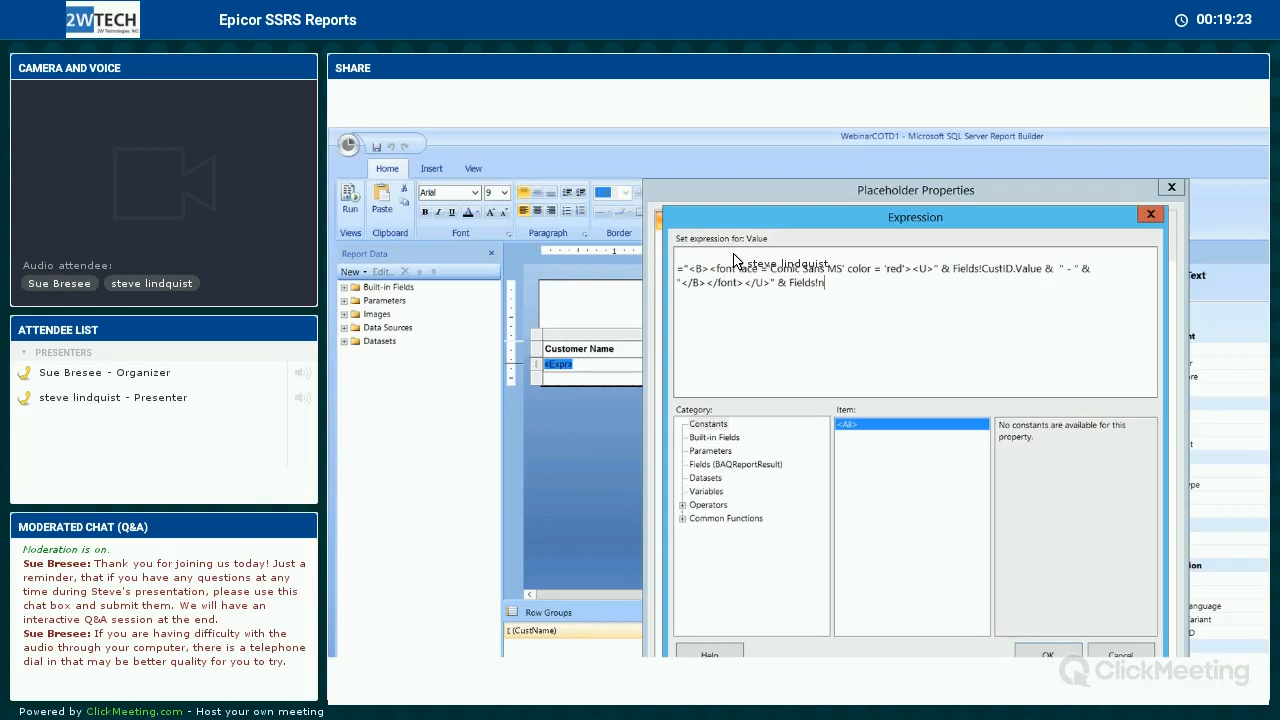 2WTECH
2W Technologies, INC
Epicor SSRS Reports
00:19:23
CAMERA AND VOICE
Audio attendee(s)
Sue Bresee
steve lindquist
ATTENDEE LIST
PRESENTERS
Sue Bresee - Organizer
steve lindquist - Presenter
MODERATED CHAT (Q&A)
Moderation is on.
Sue Bresee: Thank you for joining us today! Just a
reminder, that if you have any questions at any
time during Steve's presentation, please use this
chat box and submit them. We will have an
interactive Q&A session at the end.
Sue Bresee: If you are having difficulty with the
audio through your computer, there is a telephone
dial in that may be better quality for you to try.
Powered by ClickMeeting.com - Host your own meeting
SHARE
WebinarCOTD1 - Microsoft SQL Server Report Builder
Home Insert View
Run
Paste
Arial 9
B I U A
Views Clipboard Font Paragraph Border
Report Data
New Edit...
Built-in Fields
Parameters
Images
Data Sources
Datasets
Customer Name
«Expr»
Row Groups
[ (CustName)
Placeholder Properties
Expression
Set expression for: Value
steve lindquist
="<B><font face = Comic Sans MS' color = 'red'><U>" & Fields!CustID.Value & " - " &
"</B></font></U>" & Fields!n
Category:
Constants
Built-in Fields
Parameters
Fields (BAQReportResult)
Datasets
Variables
Operators
Common Functions
Item:
<All>
No constants are available for this
property.
Help
OK
Cancel
ClickMeeting